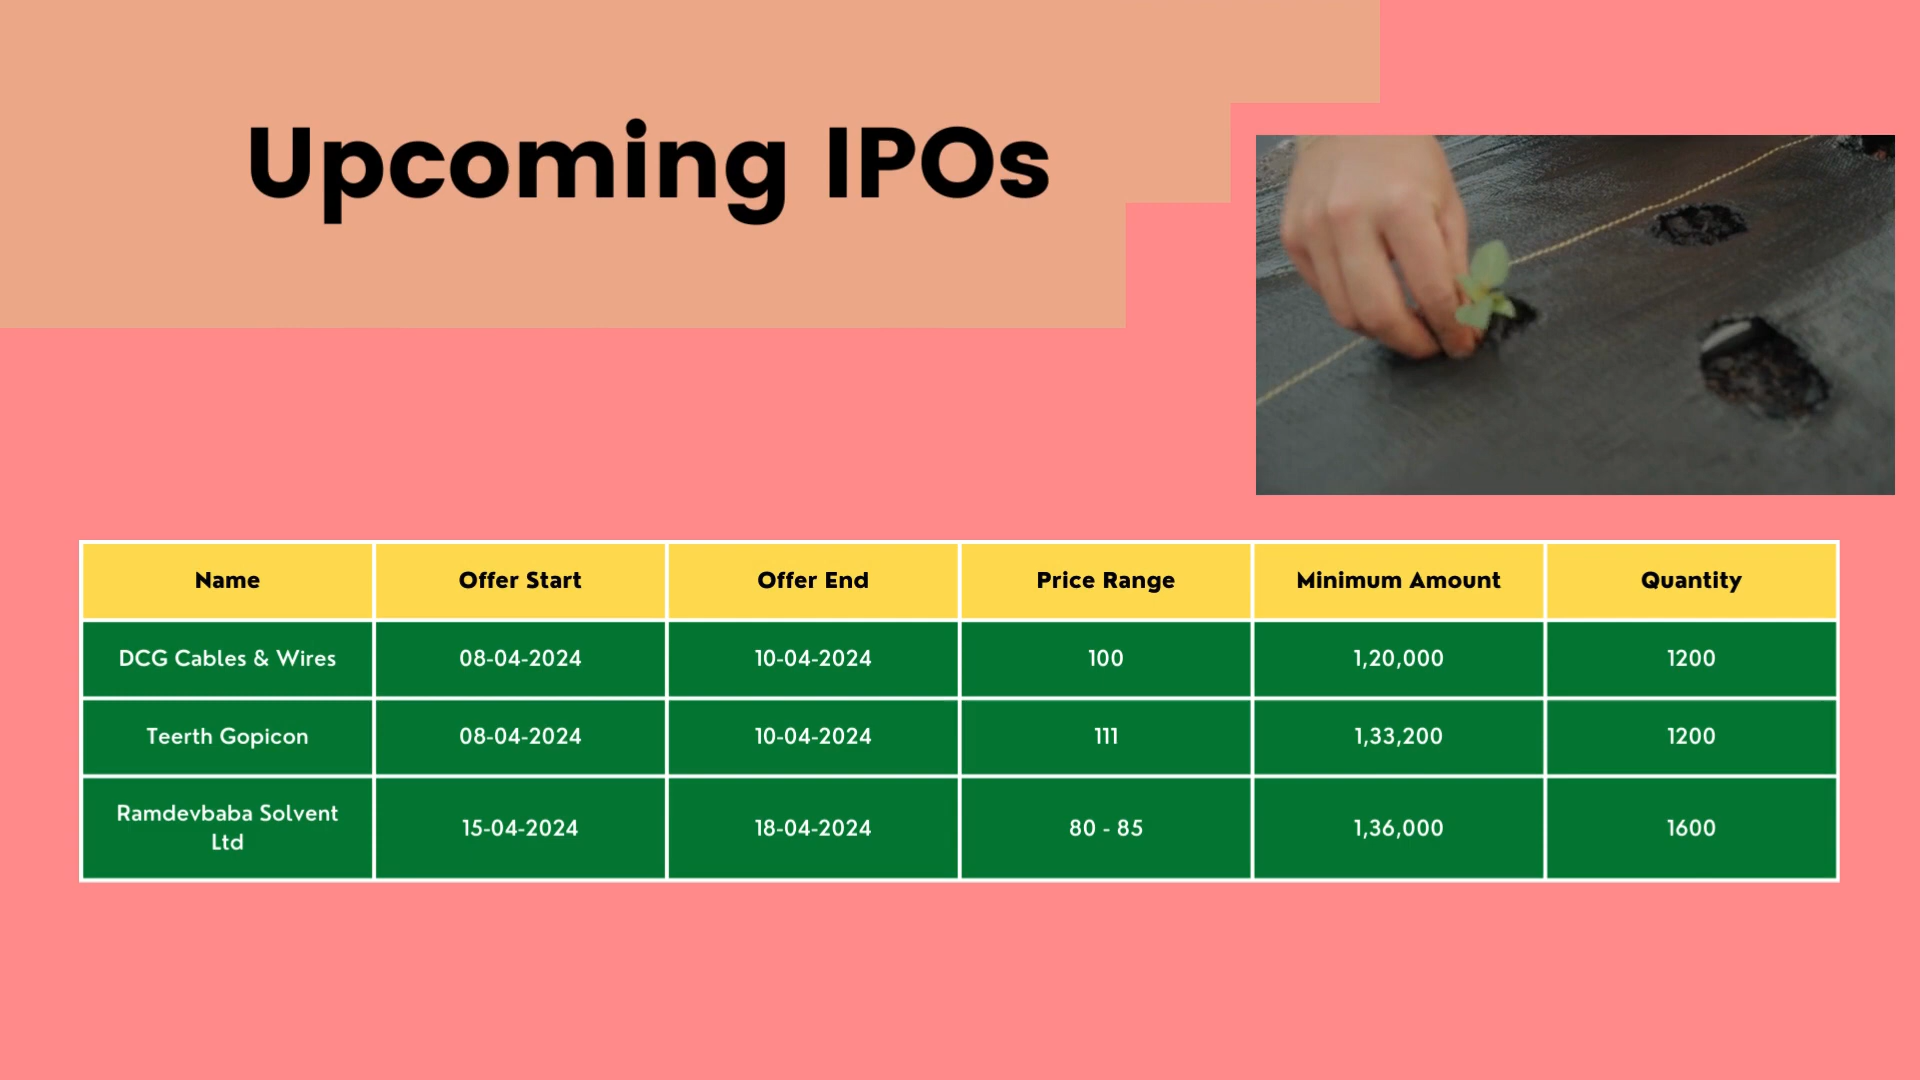 Upcoming IPOs
Name Offer Start Offer End Price Range Minimum Amount Quantity
DCG Cables & Wires 08-04-2024 10-04-2024 100 1,20,000 1200
Teerth Gopicon 08-04-2024 10-04-2024 111 1,33,200 1200
Ramdevbaba Solvent
Ltd 15-04-2024 18-04-2024 80 - 85 1,36,000 1600